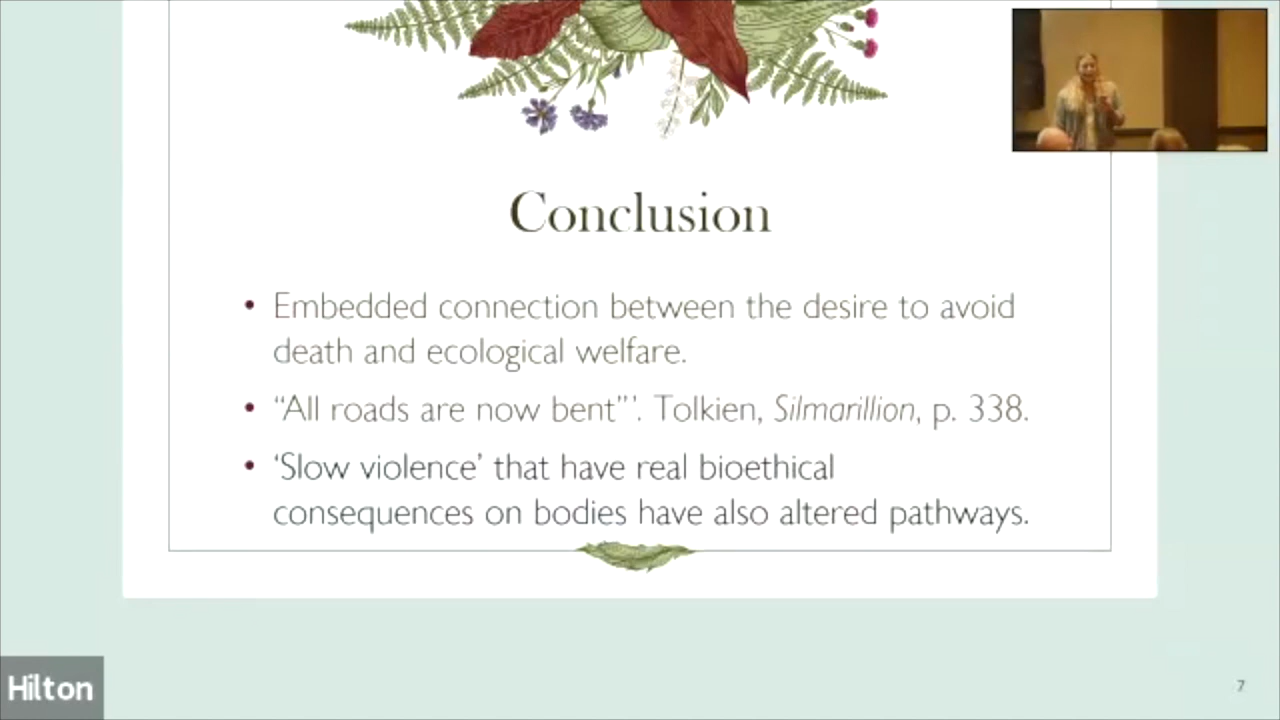 Conclusion
• Embedded connection between the desire to avoid
death and ecological welfare.
• “All roads are now bent”’. Tolkien, Silmarillion, p. 338.
• ‘Slow violence’ that have real bioethical
consequences on bodies have also altered pathways.
Hilton
7